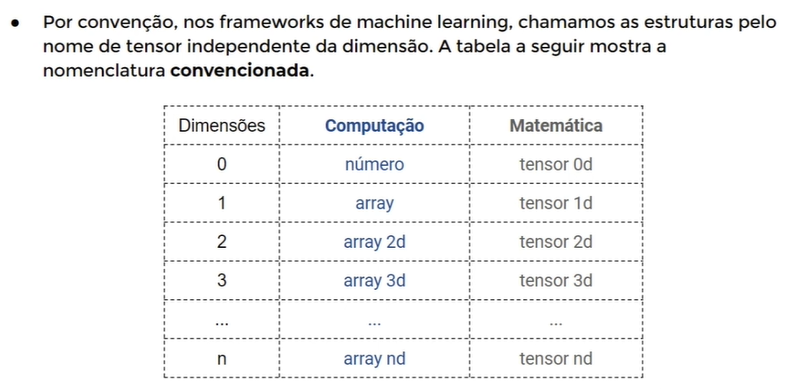 • Por convenção, nos frameworks de machine learning, chamamos as estruturas pelo
nome de tensor independente da dimensão. A tabela a seguir mostra a
nomenclatura convencionada.
Dimensões Computação Matemática
0 número tensor 0d
1 array tensor 1d
2 array 2d tensor 2d
3 array 3d tensor 3d
... ... ...
n array nd tensor nd